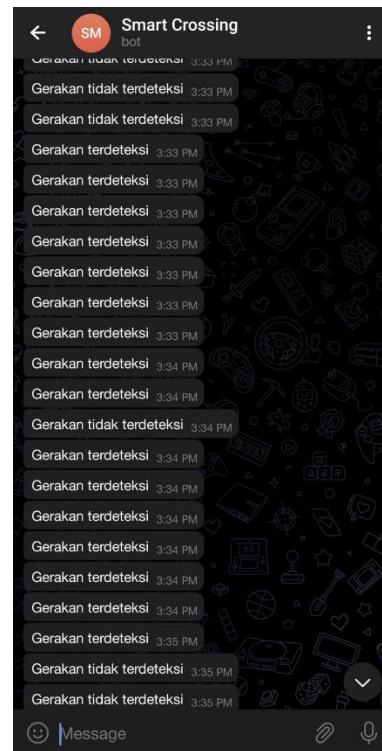 SM
Smart Crossing
bot
Gerakan tidak terdeteksi 3:33 PM
Gerakan tidak terdeteksi 3:33 PM
Gerakan tidak terdeteksi 3:33 PM
Gerakan terdeteksi 3:33 PM
Gerakan terdeteksi 3:33 PM
Gerakan terdeteksi 3:33 PM
Gerakan terdeteksi 3:33 PM
Gerakan terdeteksi 3:33 PM
Gerakan terdeteksi 3:33 PM
Gerakan terdeteksi 3:33 PM
Gerakan terdeteksi 3:34 PM
Gerakan terdeteksi 3:34 PM
Gerakan tidak terdeteksi 3:34 PM
Gerakan terdeteksi 3:34 PM
Gerakan terdeteksi 3:34 PM
Gerakan terdeteksi 3:34 PM
Gerakan terdeteksi 3:34 PM
Gerakan terdeteksi 3:34 PM
Gerakan terdeteksi 3:34 PM
Gerakan terdeteksi 3:35 PM
Gerakan tidak terdeteksi 3:35 PM
Gerakan tidak terdeteksi 3:35 PM
Message